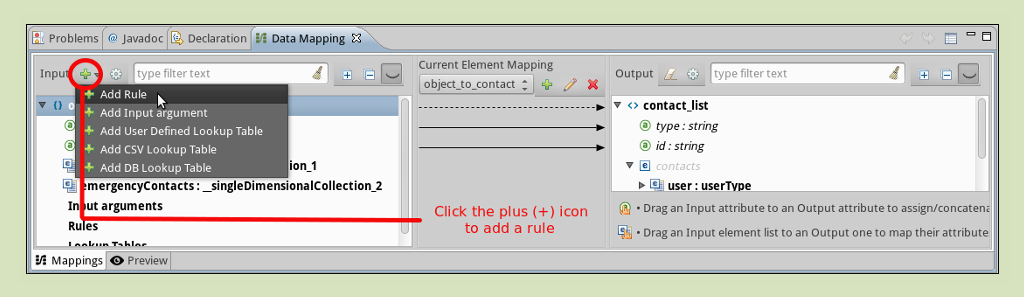 Problems @ Javadoc Declaration Data Mapping
Input type filter text
Current Element Mapping
object_to_contact
Output type filter text
Add Rule
Add Input argument
Add User Defined Lookup Table
Add CSV Lookup Table
Add DB Lookup Table
ion_1
emergencyContacts : __singleDimensionalCollection_2
Input arguments
Rules
Lookup Tables
Click the plus (+) icon
to add a rule
<> contact_list
type : string
id : string
contacts
user : userType
• Drag an Input attribute to an Output attribute to assign/concatena
• Drag an Input element list to an Output one to map their attribute
Mappings Preview